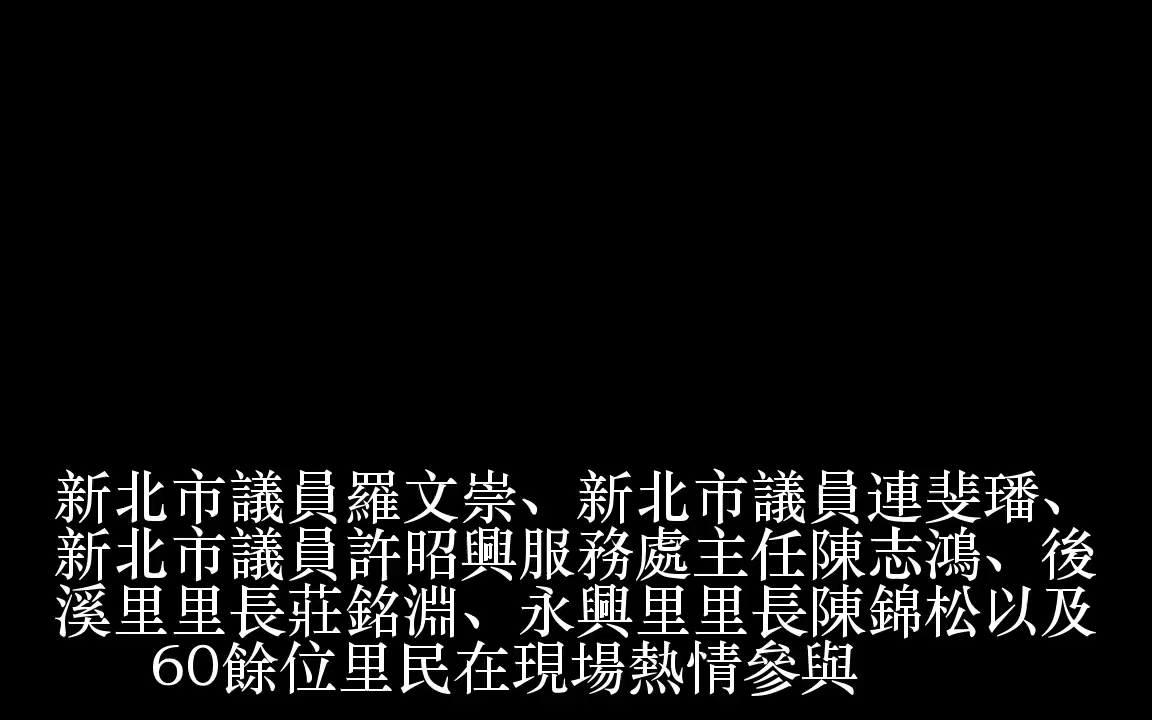 新北市議員羅文崇、新北市議員連斐璠、
新北市議員許昭興服務處主任陳志鴻、後
溪里里長莊銘淵、永興里里長陳錦松以及
60餘位里民在現場熱情參與